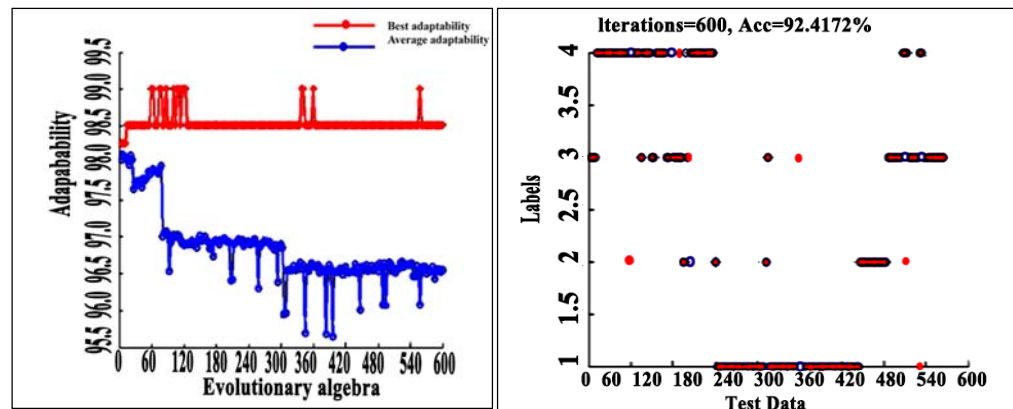 Best adaptability
Average adaptability
99.5
99.0
98.5
98.0
97.5
97.0
96.5
96.0
95.5
Adapabability
0 60 120 180 240 300 360 420 480 540 600
Evolutionary algebra
Iterations=600, Acc=92.4172%
4
3.5
3
2.5
2
1.5
1
Labels
0 60 120 180 240 300 360 420 480 540 600
Test Data